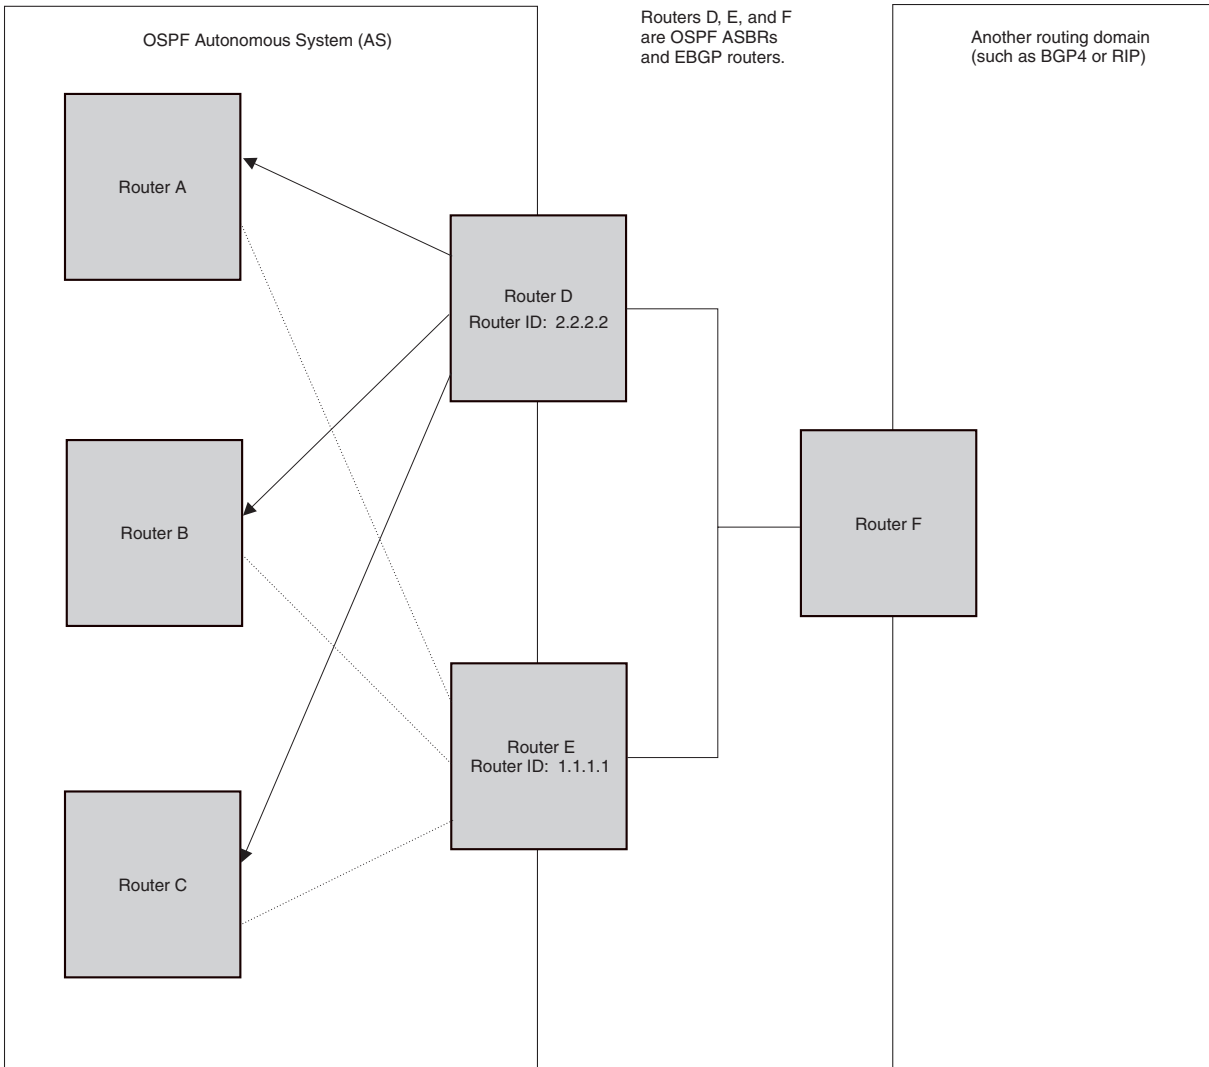 OSPF Autonomous System (AS)
Routers D, E, and F
are OSPF ASBRs
and EBGP routers.
Another routing domain
(such as BGP4 or RIP)
Router A
Router D
Router ID:  2.2.2.2
Router B
Router F
Router E
Router ID:  1.1.1.1
Router C